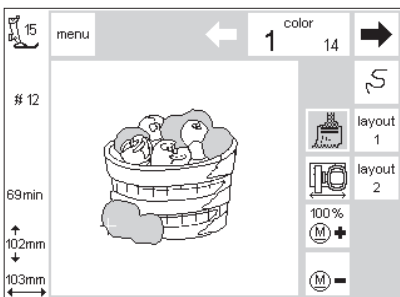 15
menu
color
1 14
# 12
layout
1
layout
2
69min
100%
M +
102mm
103mm
M -